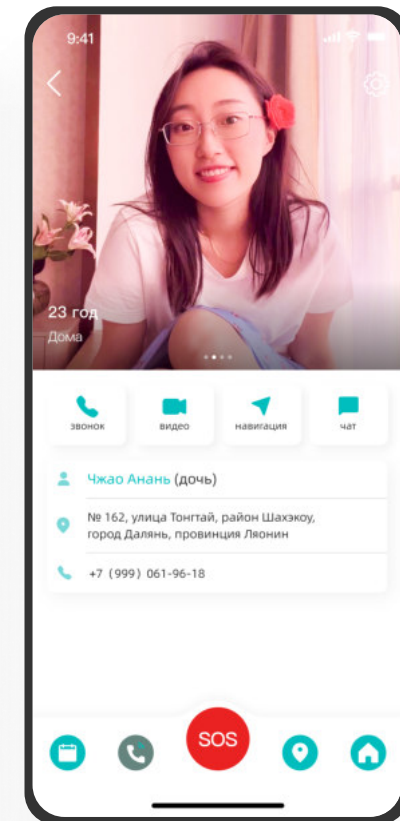 9:41
23 год
Дома
звонок
видео
навигация
чат
Чжао Анань (дочь)
№ 162, улица Тонгтай, район Шахэкоу,
город Далянь, провинция Ляонин
+7 (999) 061-96-18
SOS